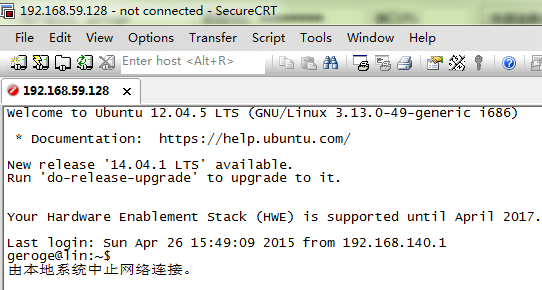 192.168.59.128 - not connected - SecureCRT
File Edit View Options Transfer Script Tools Window Help
Enter host <Alt+R>
192.168.59.128
Welcome to Ubuntu 12.04.5 LTS (GNU/Linux 3.13.0-49-generic i686)
* Documentation: https://help.ubuntu.com/
New release '14.04.1 LTS' available.
Run 'do-release-upgrade' to upgrade to it.
Your Hardware Enablement Stack (HWE) is supported until April 2017.
Last login: Sun Apr 26 15:49:09 2015 from 192.168.140.1
geroge@lin:~$
由本地系统中止网络连接。